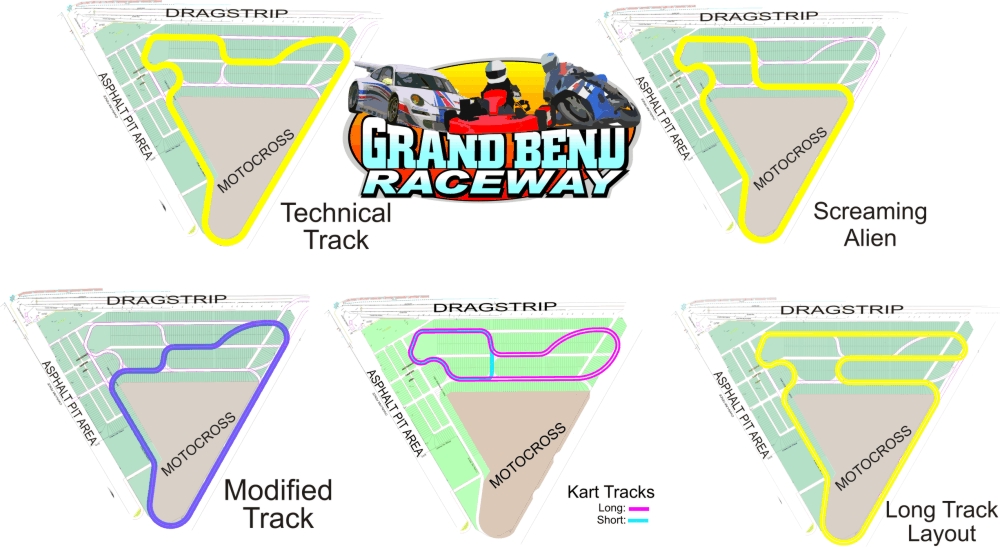 DRAGSTRIP
ASPHALT PIT AREA
MOTOCROSS
Technical
Track
GRAND BEND
RACEWAY
DRAGSTRIP
ASPHALT PIT AREA
MOTOCROSS
Screaming
Alien
DRAGSTRIP
ASPHALT PIT AREA
MOTOCROSS
Modified
Track
DRAGSTRIP
ASPHALT PIT AREA
MOTOCROSS
Kart Tracks
Long:
Short:
DRAGSTRIP
ASPHALT PIT AREA
MOTOCROSS
Long Track
Layout